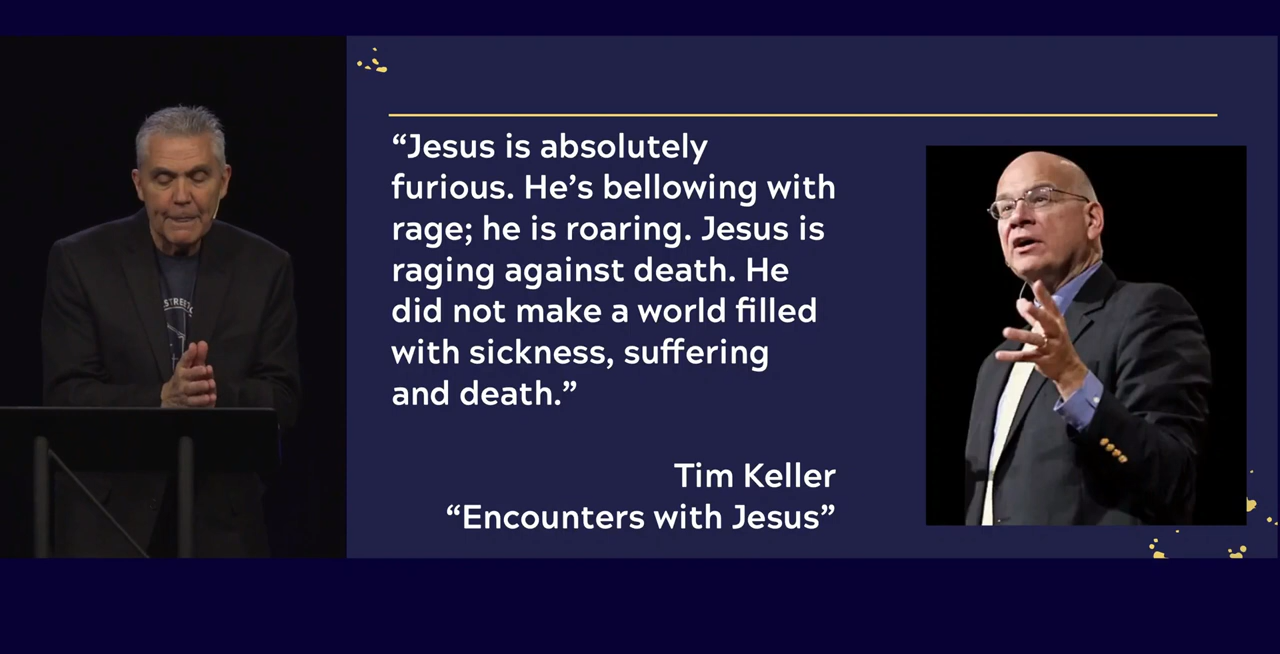 STREET
“Jesus is absolutely
furious. He’s bellowing with
rage; he is roaring. Jesus is
raging against death. He
did not make a world filled
with sickness, suffering
and death.”
Tim Keller
“Encounters with Jesus”